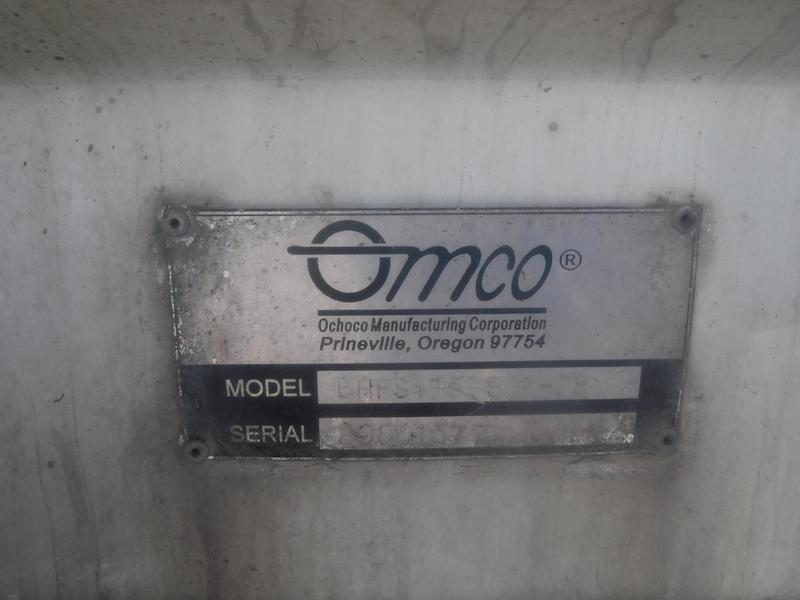 Omco®
Ochoco Manufacturing Corporation
Prineville, Oregon 97754
MODEL
SERIAL